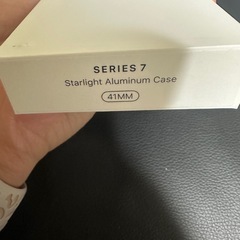 SERIES 7
Starlight Aluminum Case
41MM